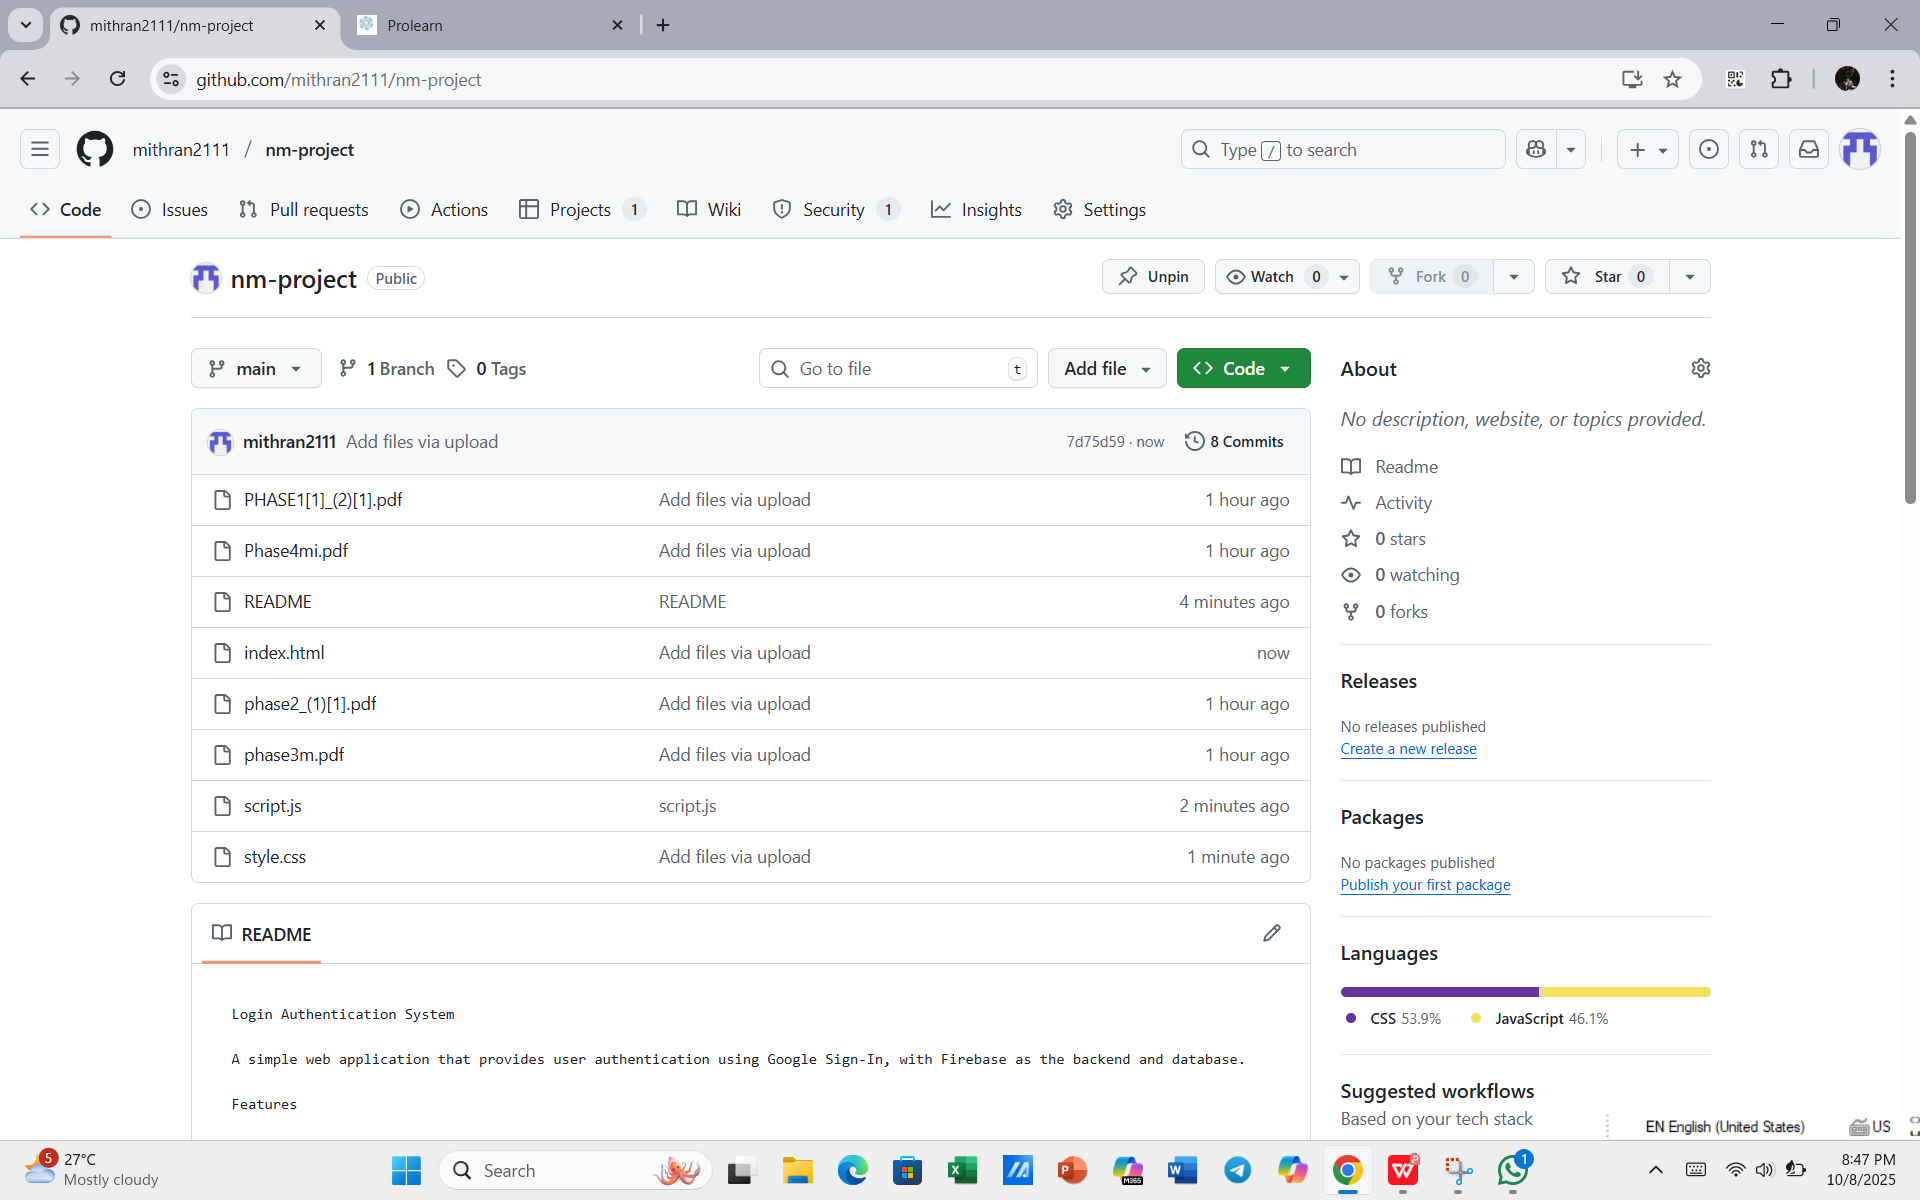 mithran2111/nm-project
Prolearn
github.com/mithran2111/nm-project
mithran2111 / nm-project
Type / to search
Code
Issues
Pull requests
Actions
Projects 1
Wiki
Security 1
Insights
Settings
nm-project Public
Unpin
Watch 0
Fork 0
Star 0
main
1 Branch
0 Tags
Go to file t
Add file
Code
mithran2111 Add files via upload 7d75d59 · now 8 Commits
PHASE1[1]_(2)[1].pdf Add files via upload 1 hour ago
Phase4mi.pdf Add files via upload 1 hour ago
README README 4 minutes ago
index.html Add files via upload now
phase2_(1)[1].pdf Add files via upload 1 hour ago
phase3m.pdf Add files via upload 1 hour ago
script.js script.js 2 minutes ago
style.css Add files via upload 1 minute ago
README
Login Authentication System
A simple web application that provides user authentication using Google Sign-In, with Firebase as the backend and database.
Features
About
No description, website, or topics provided.
Readme
Activity
0 stars
0 watching
0 forks
Releases
No releases published
Create a new release
Packages
No packages published
Publish your first package
Languages
CSS 53.9% JavaScript 46.1%
Suggested workflows
Based on your tech stack
EN English (United States) US
5
27°C
Mostly cloudy
Search
M365
1
8:47 PM
10/8/2025